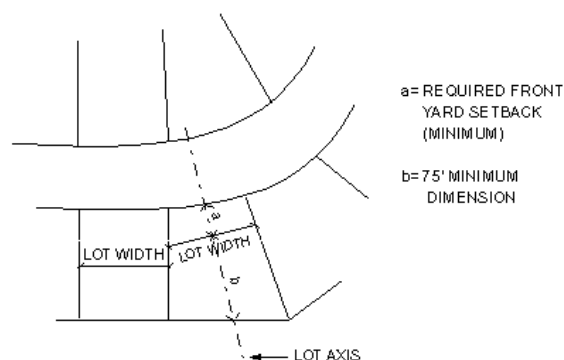 a= REQUIRED FRONT
YARD SETBACK
(MINIMUM)
b= 75' MINIMUM
DIMENSION
a
LOT WIDTH
LOT WIDTH
b
LOT AXIS